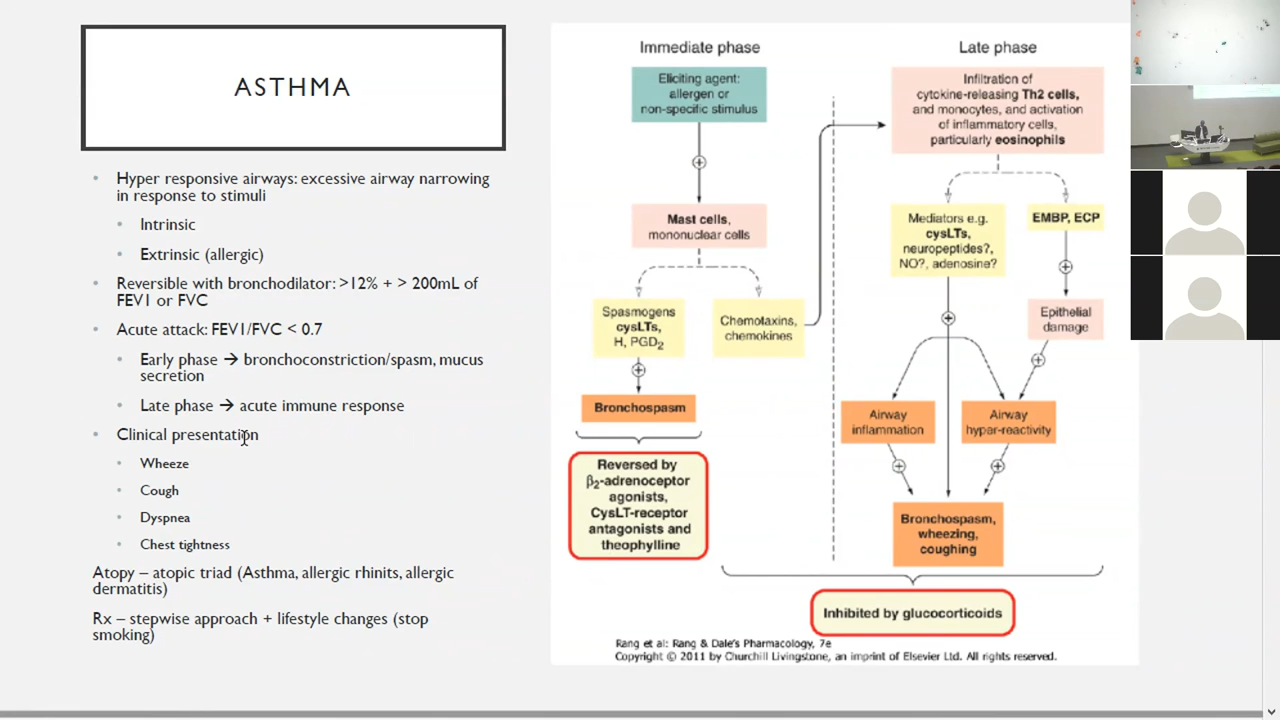 ASTHMA
Hyper responsive airways: excessive airway narrowing
in response to stimuli
Intrinsic
Extrinsic (allergic)
Reversible with bronchodilator: >12% + > 200mL of
FEV1 or FVC
Acute attack: FEV1/FVC < 0.7
Early phase → bronchoconstriction/spasm, mucus
secretion
Late phase → acute immune response
Clinical presentation
Wheeze
Cough
Dyspnea
Chest tightness
Atopy – atopic triad (Asthma, allergic rhinits, allergic
dermatitis)
Rx – stepwise approach + lifestyle changes (stop
smoking)
Immediate phase
Eliciting agent:
allergen or
non-specific stimulus
+
Mast cells,
mononuclear cells
Spasmogens
cysLTs,
H, PGD₂
Chemotaxins,
chemokines
+
Bronchospasm
Reversed by
β₂-adrenoceptor
agonists,
CysLT-receptor
antagonists and
theophylline
Late phase
Infiltration of
cytokine-releasing Th2 cells,
and monocytes, and activation
of inflammatory cells,
particularly eosinophils
Mediators e.g.
cysLTs,
neuropeptides?,
NO?, adenosine?
EMBP, ECP
+
Epithelial
damage
+
+
Airway
inflammation
Airway
hyper-reactivity
+
+
Bronchospasm,
wheezing,
coughing
Inhibited by glucocorticoids
Rang et al: Rang & Dale's Pharmacology, 7e
Copyright © 2011 by Churchill Livingstone, an imprint of Elsevier Ltd. All rights reserved.